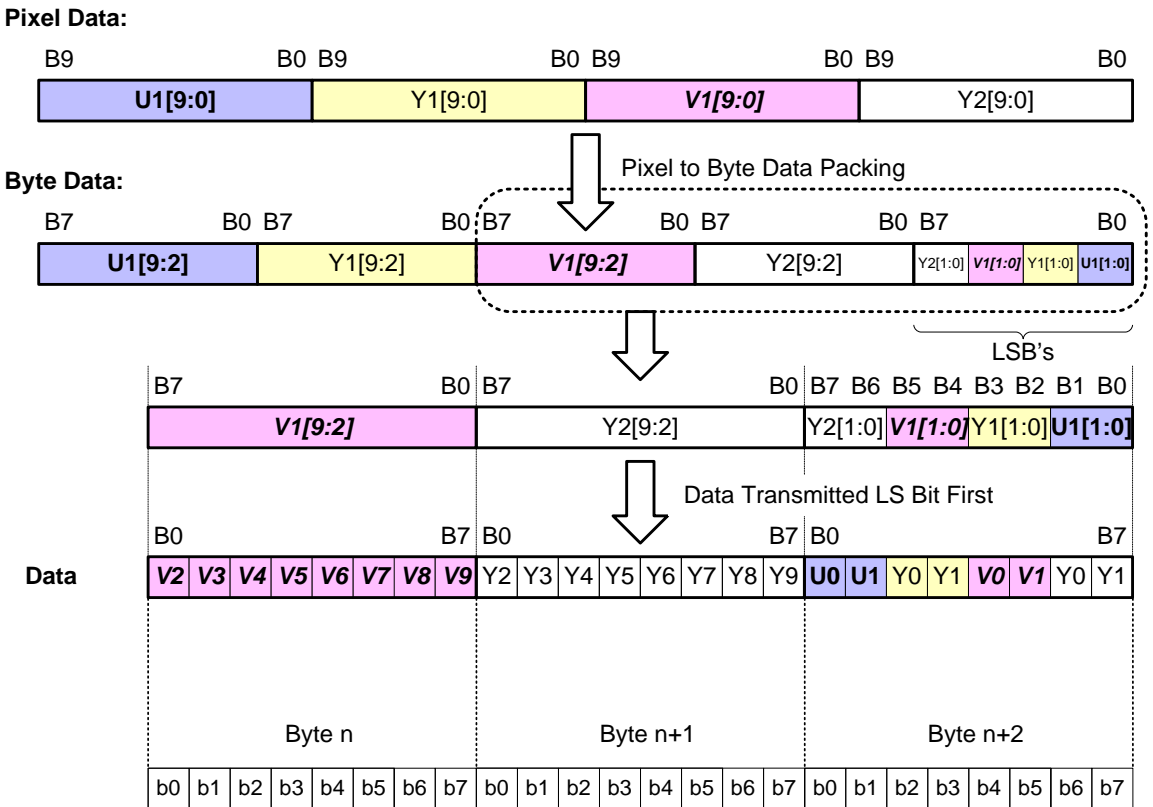 Pixel Data:
B9 B0 B9 B0 B9 B0 B9 B0
U1[9:0] Y1[9:0] V1[9:0] Y2[9:0]
Pixel to Byte Data Packing
Byte Data:
B7 B0 B7 B0 B7 B0 B7 B0 B7 B0
U1[9:2] Y1[9:2] V1[9:2] Y2[9:2] Y2[1:0] V1[1:0] Y1[1:0] U1[1:0]
LSB's
B7 B0 B7 B0 B7 B6 B5 B4 B3 B2 B1 B0
V1[9:2] Y2[9:2] Y2[1:0] V1[1:0] Y1[1:0] U1[1:0]
Data Transmitted LS Bit First
B0 B7 B0 B7 B0 B7
Data V2 V3 V4 V5 V6 V7 V8 V9 Y2 Y3 Y4 Y5 Y6 Y7 Y8 Y9 U0 U1 Y0 Y1 V0 V1 Y0 Y1
Byte n Byte n+1 Byte n+2
b0 b1 b2 b3 b4 b5 b6 b7 b0 b1 b2 b3 b4 b5 b6 b7 b0 b1 b2 b3 b4 b5 b6 b7